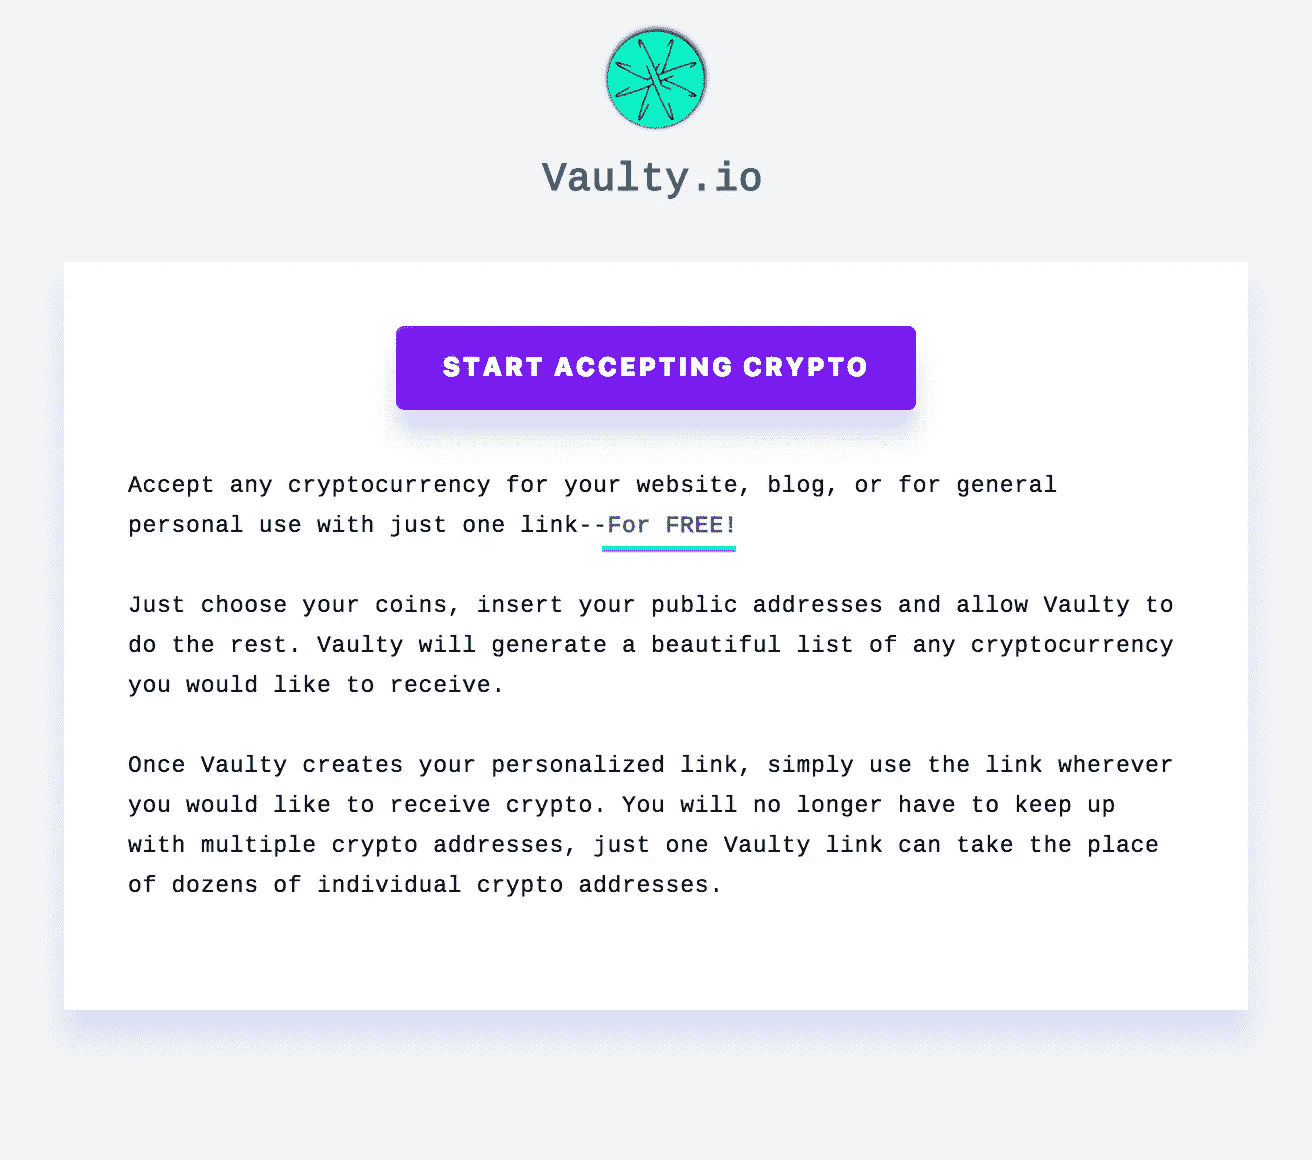 Vaulty.io
START ACCEPTING CRYPTO
Accept any cryptocurrency for your website, blog, or for general
personal use with just one link--For FREE!
Just choose your coins, insert your public addresses and allow Vaulty to
do the rest. Vaulty will generate a beautiful list of any cryptocurrency
you would like to receive.
Once Vaulty creates your personalized link, simply use the link wherever
you would like to receive crypto. You will no longer have to keep up
with multiple crypto addresses, just one Vaulty link can take the place
of dozens of individual crypto addresses.